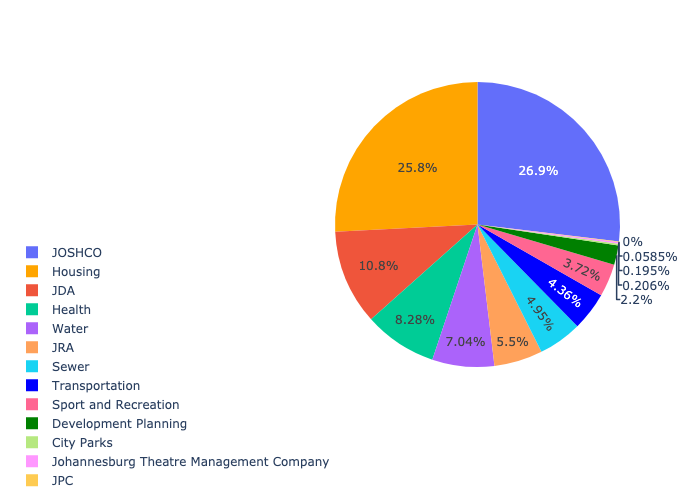 26.9%
25.8%
10.8%
8.28%
7.04%
5.5%
4.95%
4.36%
3.72%
0%
0.0585%
0.195%
0.206%
2.2%
JOSHCO
Housing
JDA
Health
Water
JRA
Sewer
Transportation
Sport and Recreation
Development Planning
City Parks
Johannesburg Theatre Management Company
JPC